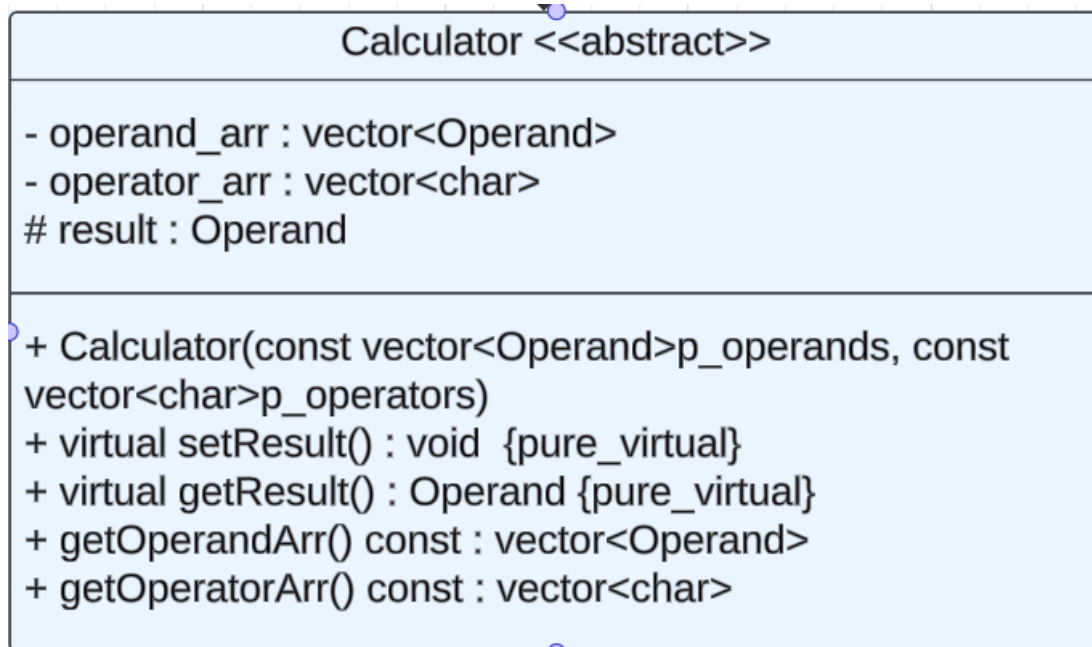 Calculator <<abstract>>
- operand_arr : vector<Operand>
- operator_arr : vector<char>
# result : Operand
+ Calculator(const vector<Operand>p_operands, const
vector<char>p_operators)
+ virtual setResult() : void  {pure_virtual}
+ virtual getResult() : Operand {pure_virtual}
+ getOperandArr() const : vector<Operand>
+ getOperatorArr() const : vector<char>